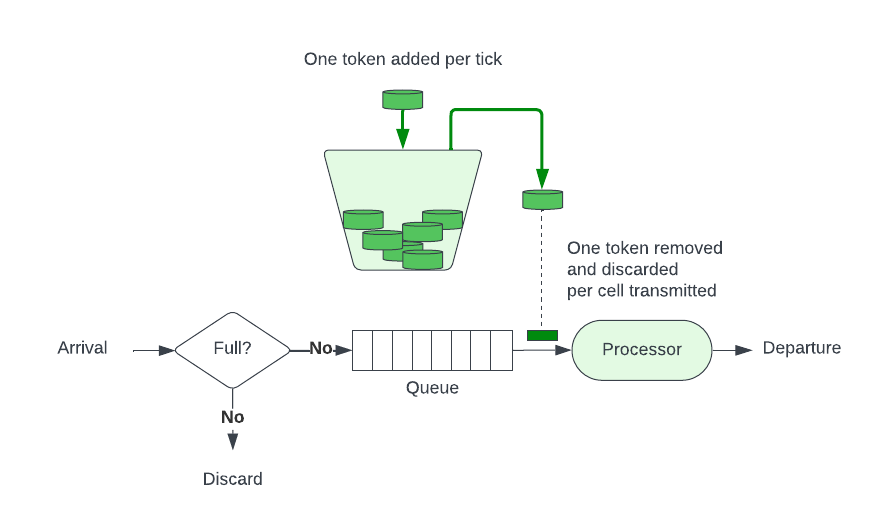 One token added per tick
One token removed
and discarded
per cell transmitted
Arrival
Full?
No
Queue
Processor
Departure
No
Discard